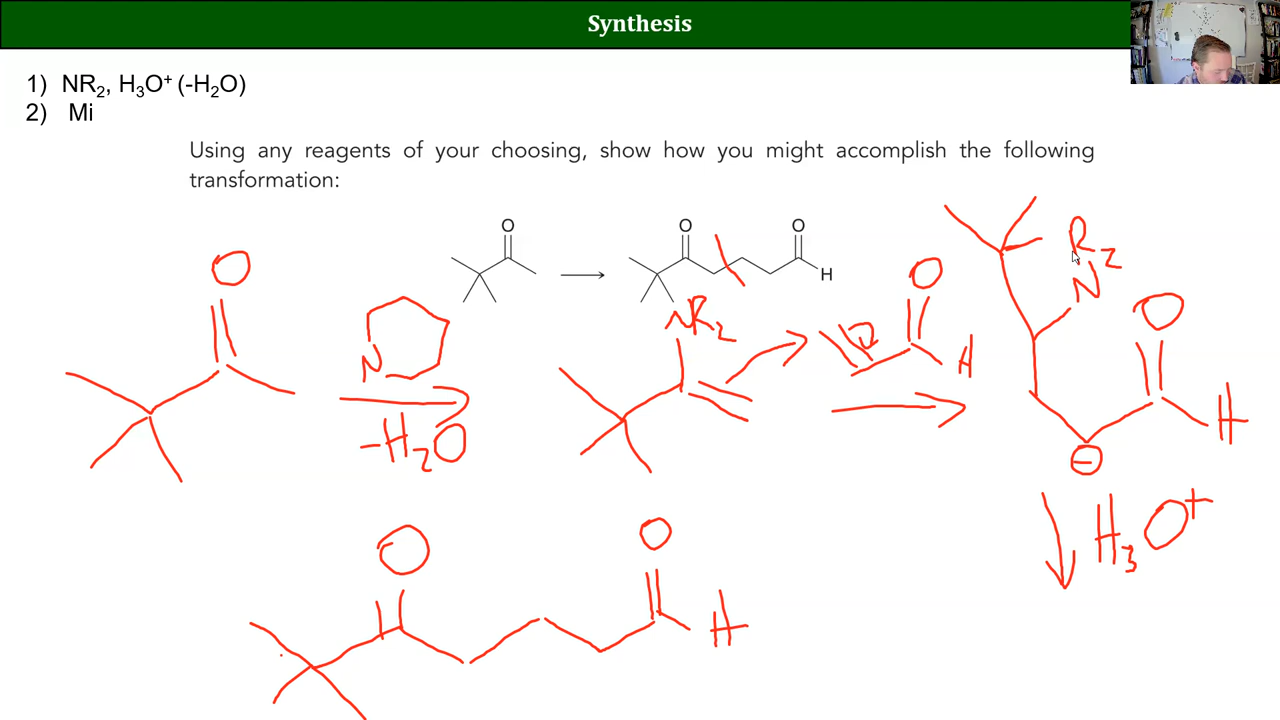 Synthesis
1) NR₂, H₃O⁺ (-H₂O)
2) Mi
Using any reagents of your choosing, show how you might accomplish the following
transformation:
O
O
O
H
O
N
-H₂O
NR₂
O
H
R₂
N
O
H
⊖
H₃O⁺
O
O
H